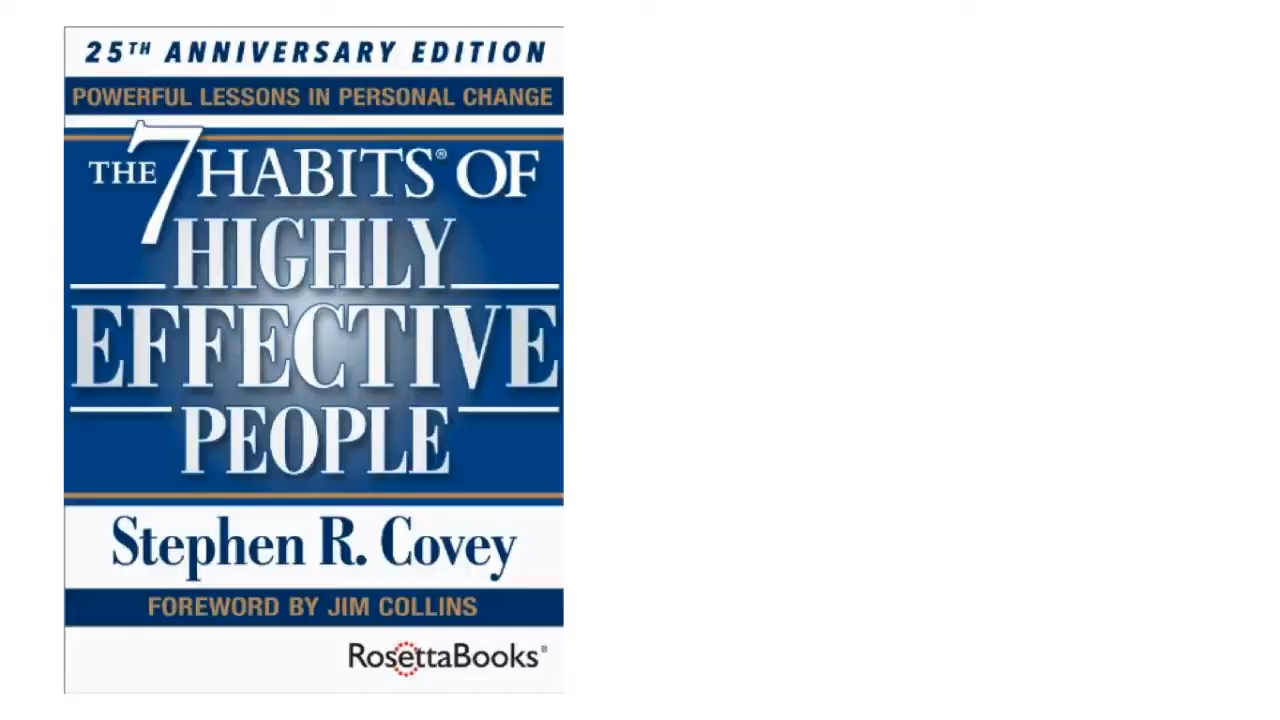 25TH ANNIVERSARY EDITION
POWERFUL LESSONS IN PERSONAL CHANGE
THE 7 HABITS® OF
HIGHLY
EFFECTIVE
PEOPLE
Stephen R. Covey
FOREWORD BY JIM COLLINS
RosettaBooks®